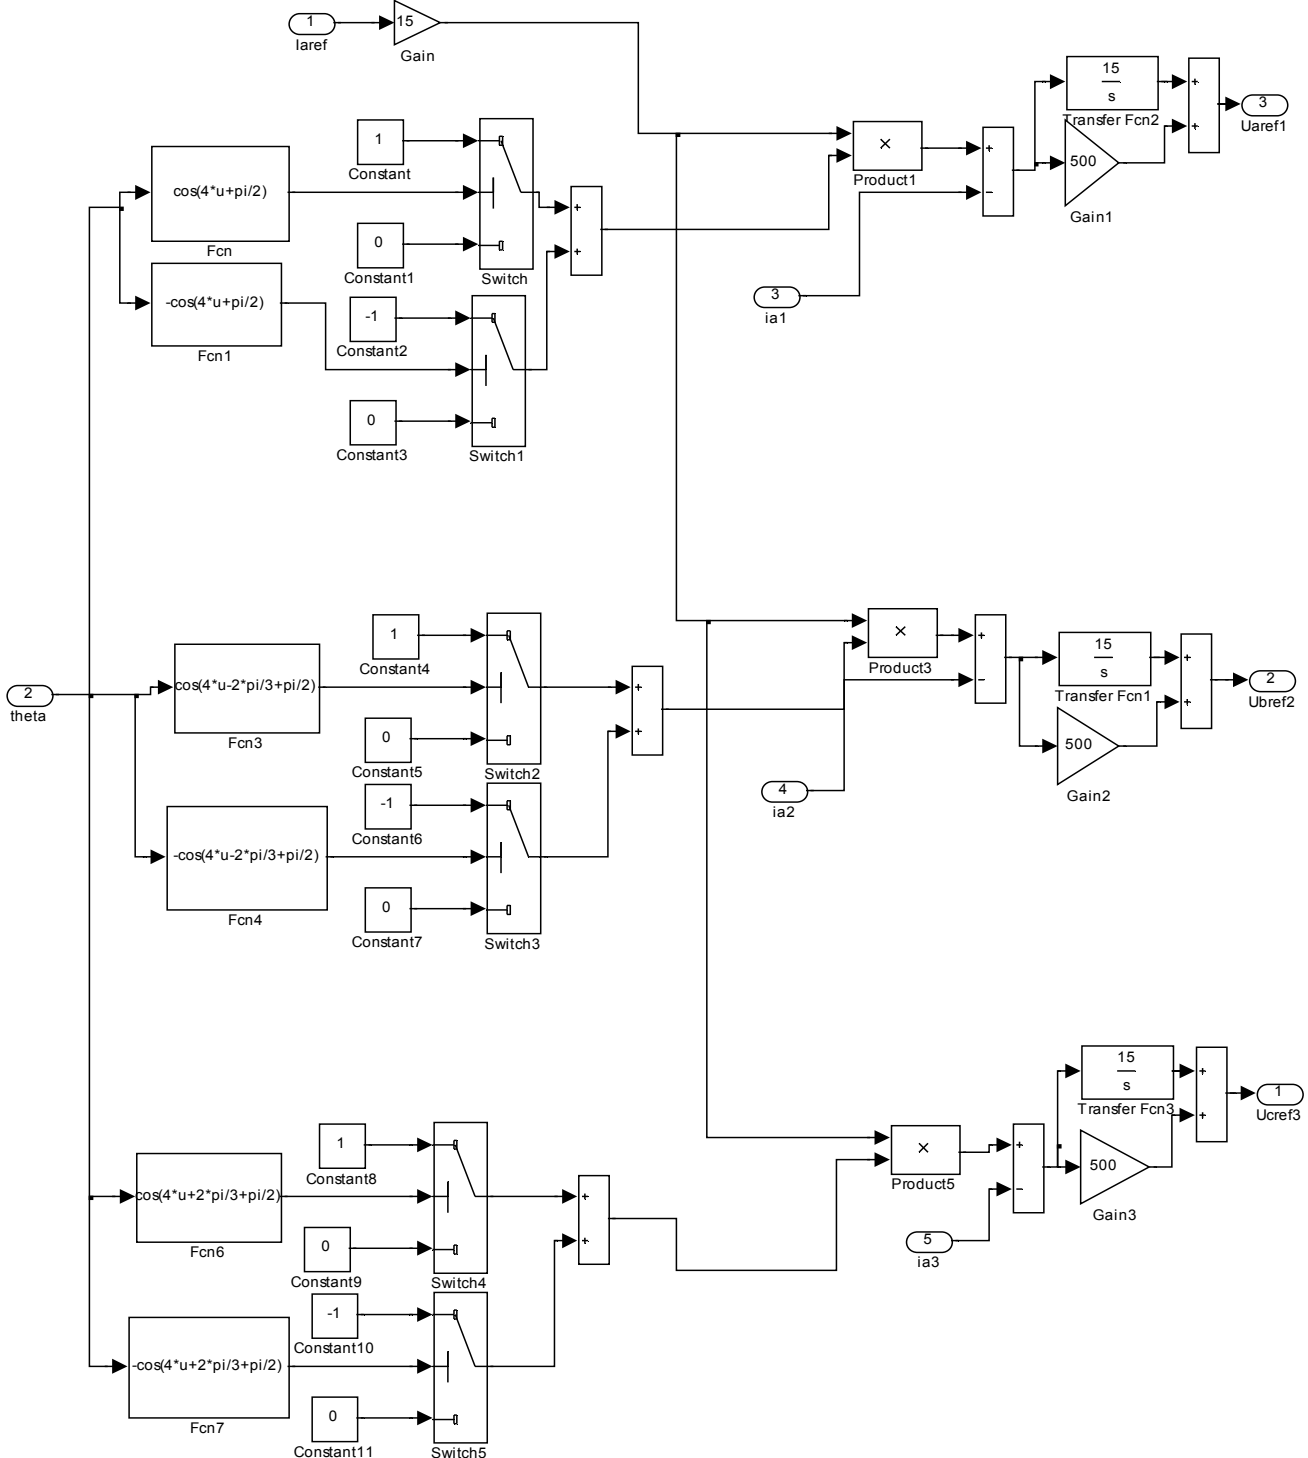 1
Iaref
15
Gain
1
Constant
cos(4*u+pi/2)
Fcn
0
Constant1
Switch
-cos(4*u+pi/2)
Fcn1
-1
Constant2
0
Constant3
Switch1
+
+
×
Product1
+
−
3
ia1
15
s
Transfer Fcn2
500
Gain1
+
+
3
Uaref1
2
theta
1
Constant4
cos(4*u-2*pi/3+pi/2)
Fcn3
0
Constant5
Switch2
-1
Constant6
-cos(4*u-2*pi/3+pi/2)
Fcn4
0
Constant7
Switch3
+
+
×
Product3
+
−
4
ia2
15
s
Transfer Fcn1
500
Gain2
+
+
2
Ubref2
1
Constant8
cos(4*u+2*pi/3+pi/2)
Fcn6
0
Constant9
Switch4
-1
Constant10
-cos(4*u+2*pi/3+pi/2)
Fcn7
0
Constant11
Switch5
+
+
×
Product5
+
−
5
ia3
15
s
Transfer Fcn3
500
Gain3
+
+
1
Ucref3